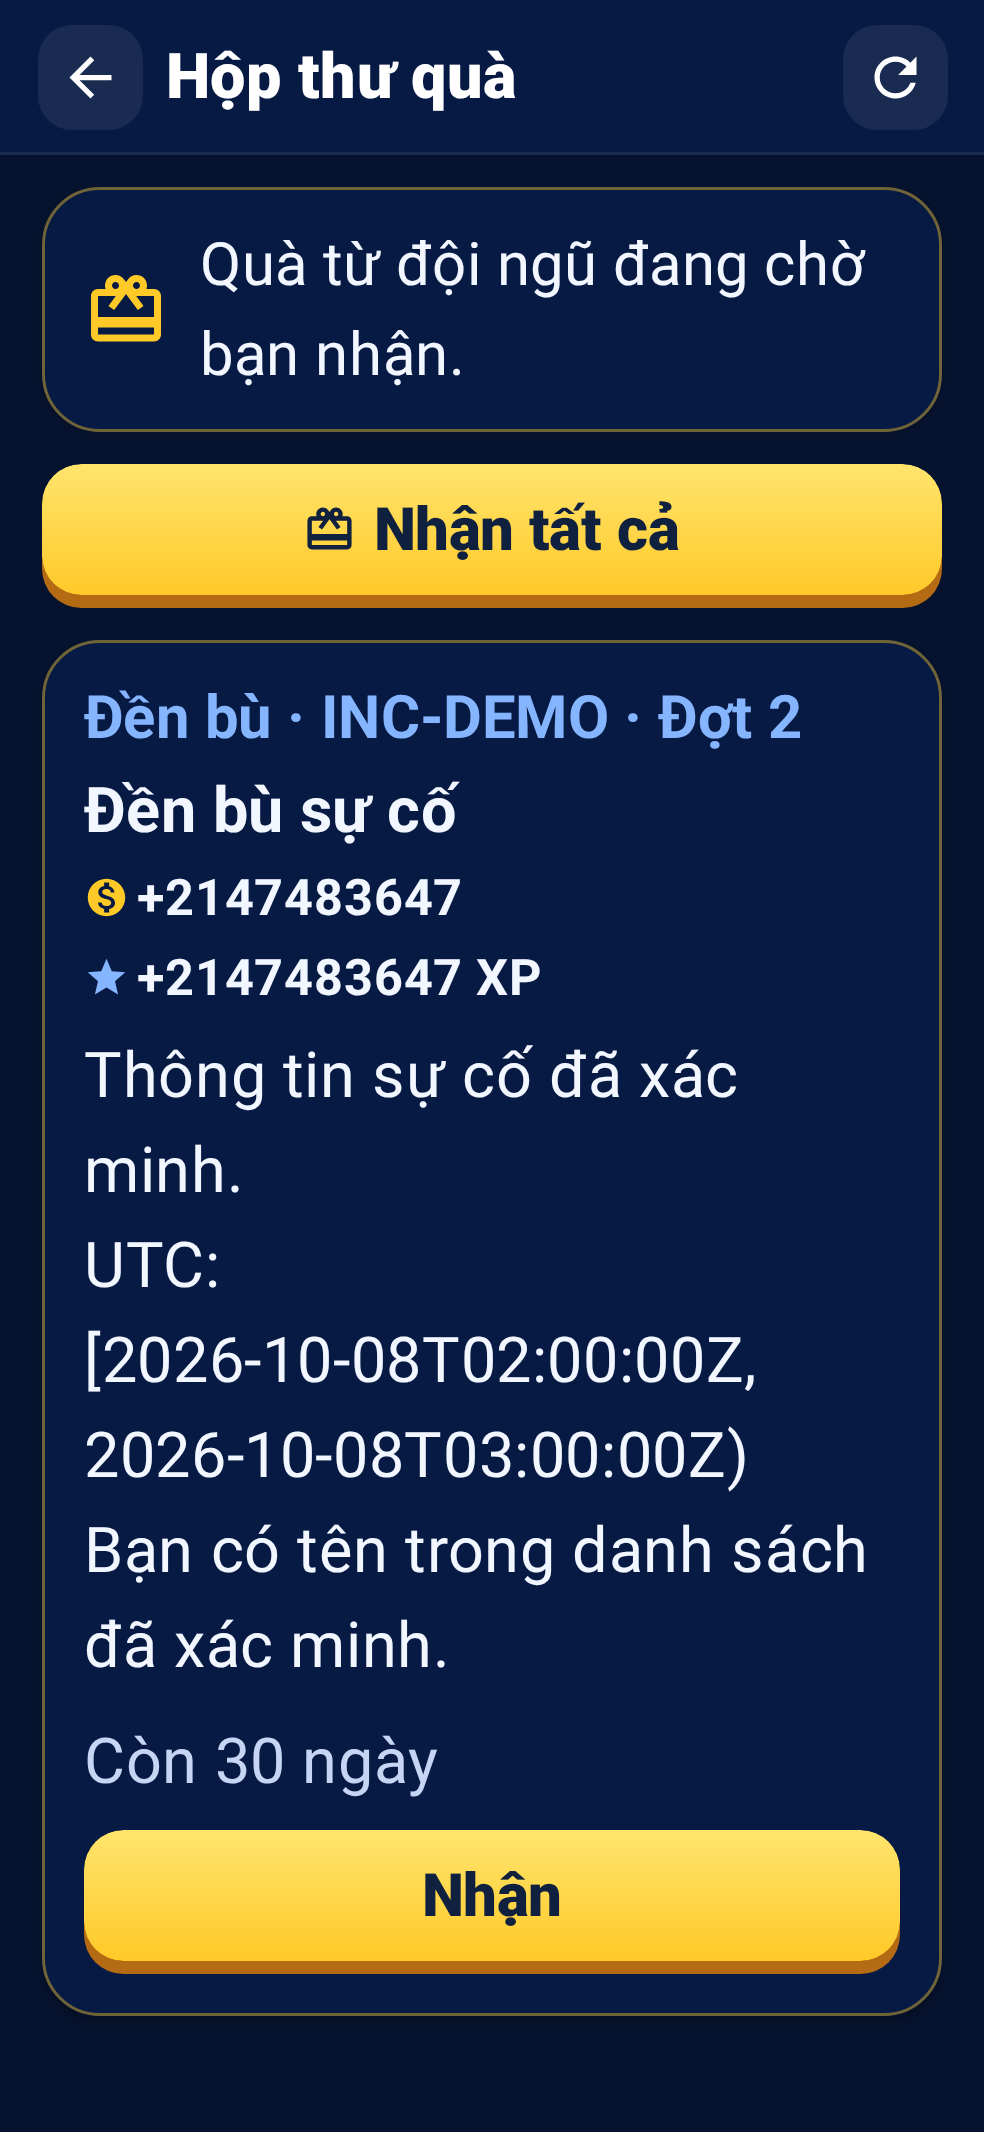 Hộp thư quà
Quà từ đội ngũ đang chờ
bạn nhận.
Nhận tất cả
Đền bù · INC-DEMO · Đợt 2
Đền bù sự cố
+2147483647
+2147483647 XP
Thông tin sự cố đã xác
minh.
UTC:
[2026-10-08T02:00:00Z,
2026-10-08T03:00:00Z)
Bạn có tên trong danh sách
đã xác minh.
Còn 30 ngày
Nhận